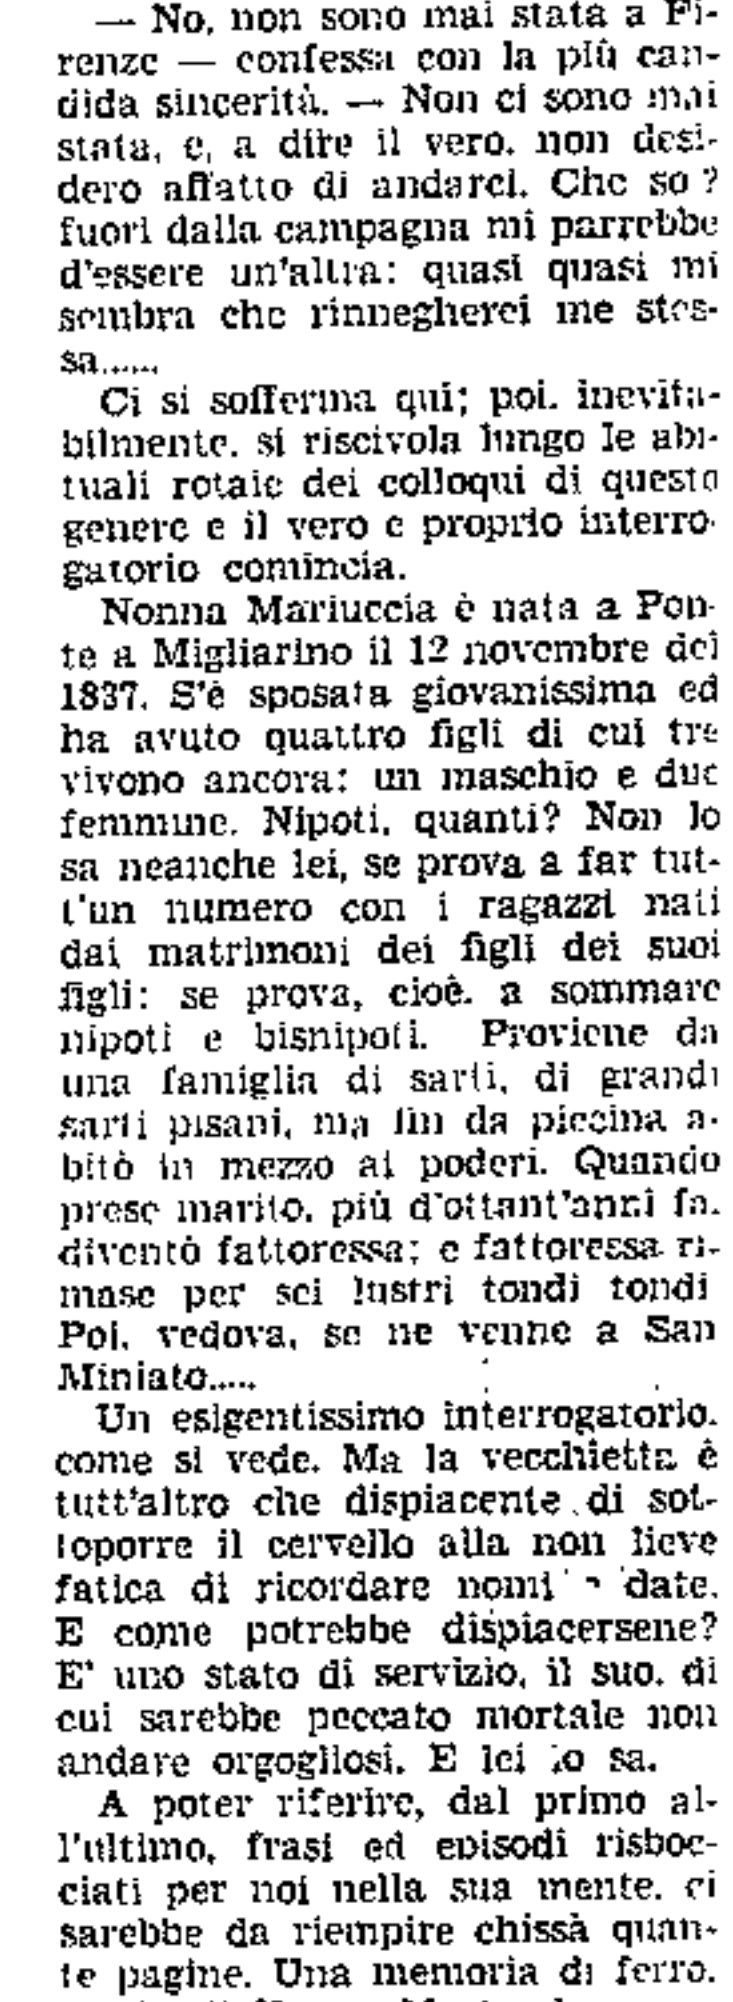 — No, non sono mai stata a Fi-
renze — confessa con la più can-
dida sincerità. — Non ci sono mai
stata, e, a dire il vero, non desi-
dero affatto di andarci. Che so?
fuori dalla campagna mi parrebbe
d'essere un'altra: quasi quasi mi
sembra che rinnegherei me stes-
sa......
Ci si sofferma qui; poi, inevita-
bilmente, si riscivola lungo le abi-
tuali rotaie dei colloqui di questo
genere e il vero e proprio interro-
gatorio comincia.
Nonna Mariuccia è nata a Pon-
te a Migliarino il 12 novembre del
1837. S'è sposata giovanissima ed
ha avuto quattro figli di cui tre
vivono ancora: un maschio e due
femmine. Nipoti, quanti? Non lo
sa neanche lei, se prova a far tut-
t'un numero con i ragazzi nati
dai matrimoni dei figli dei suoi
figli: se prova, cioè, a sommare
nipoti e bisnipoti. Proviene da
una famiglia di sarti, di grandi
sarti pisani, ma fin da piccina a-
bitò in mezzo ai poderi. Quando
prese marito, più d'ottant'anni fa,
diventò fattoressa; e fattoressa ri-
mase per sei lustri tondi tondi
Poi, vedova, se ne venne a San
Miniato.....
Un esigentissimo interrogatorio,
come si vede. Ma la vecchietta è
tutt'altro che dispiacente di sot-
toporre il cervello alla non lieve
fatica di ricordare nomi e date.
E come potrebbe dispiacersene?
E' uno stato di servizio, il suo, di
cui sarebbe peccato mortale non
andare orgogliosi. E lei lo sa.
A poter riferire, dal primo al-
l'ultimo, frasi ed episodi risboc-
ciati per noi nella sua mente, ci
sarebbe da riempire chissà quan-
te pagine. Una memoria di ferro.